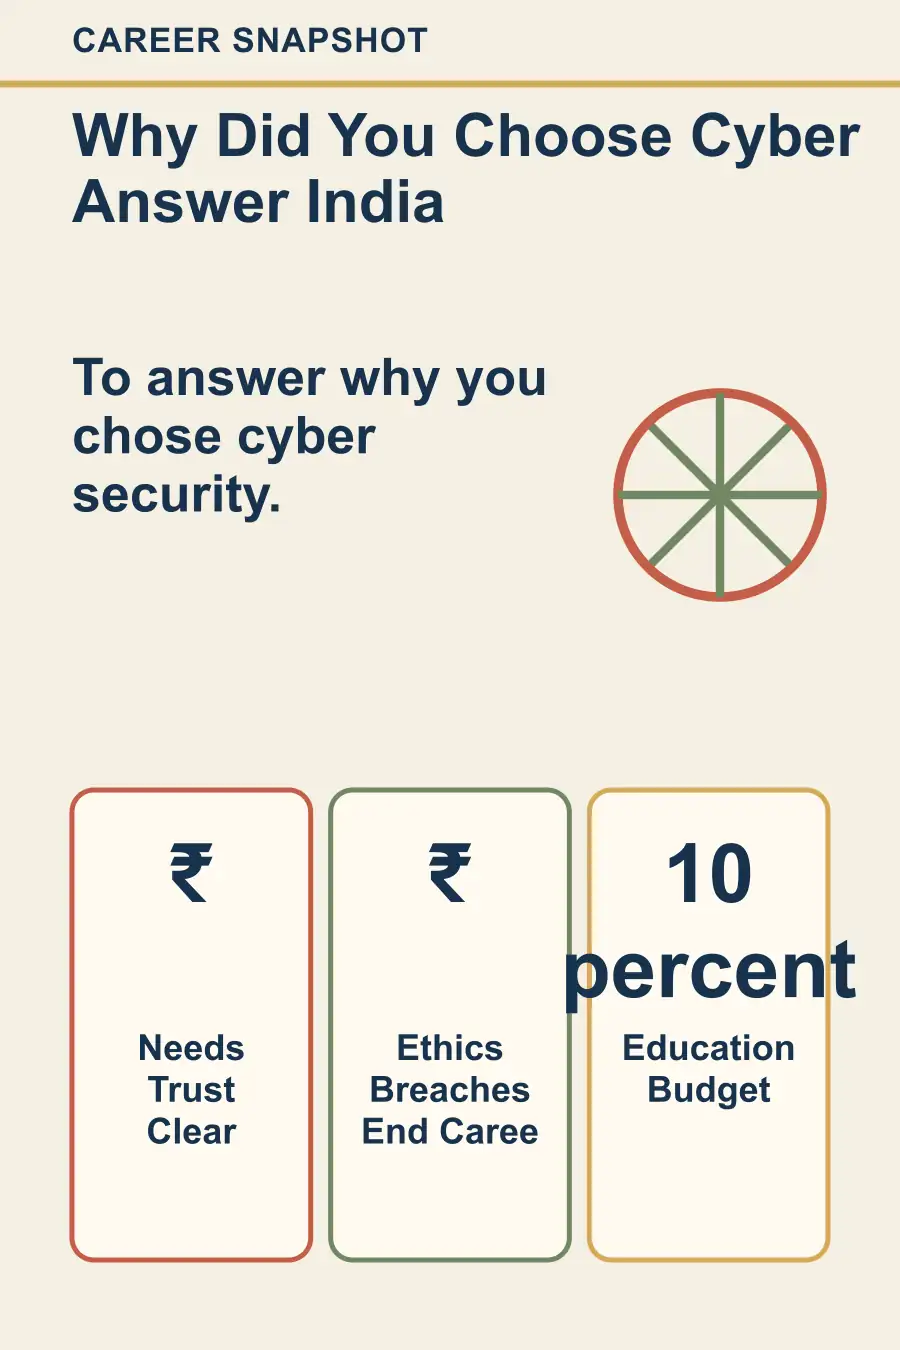 CAREER SNAPSHOT
Why Did You Choose Cyber
Answer India
To answer why you
chose cyber
security.
₹
Needs
Trust
Clear
₹
Ethics
Breaches
End Caree
10
percent
Education
Budget